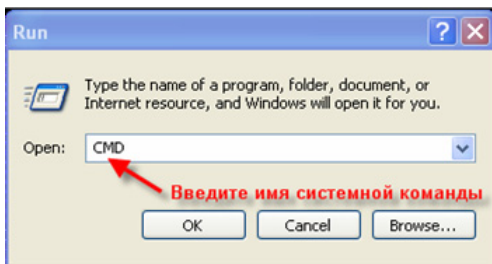 Run
Type the name of a program, folder, document, or
Internet resource, and Windows will open it for you.
Open: CMD
Введите имя системной команды
OK Cancel Browse...